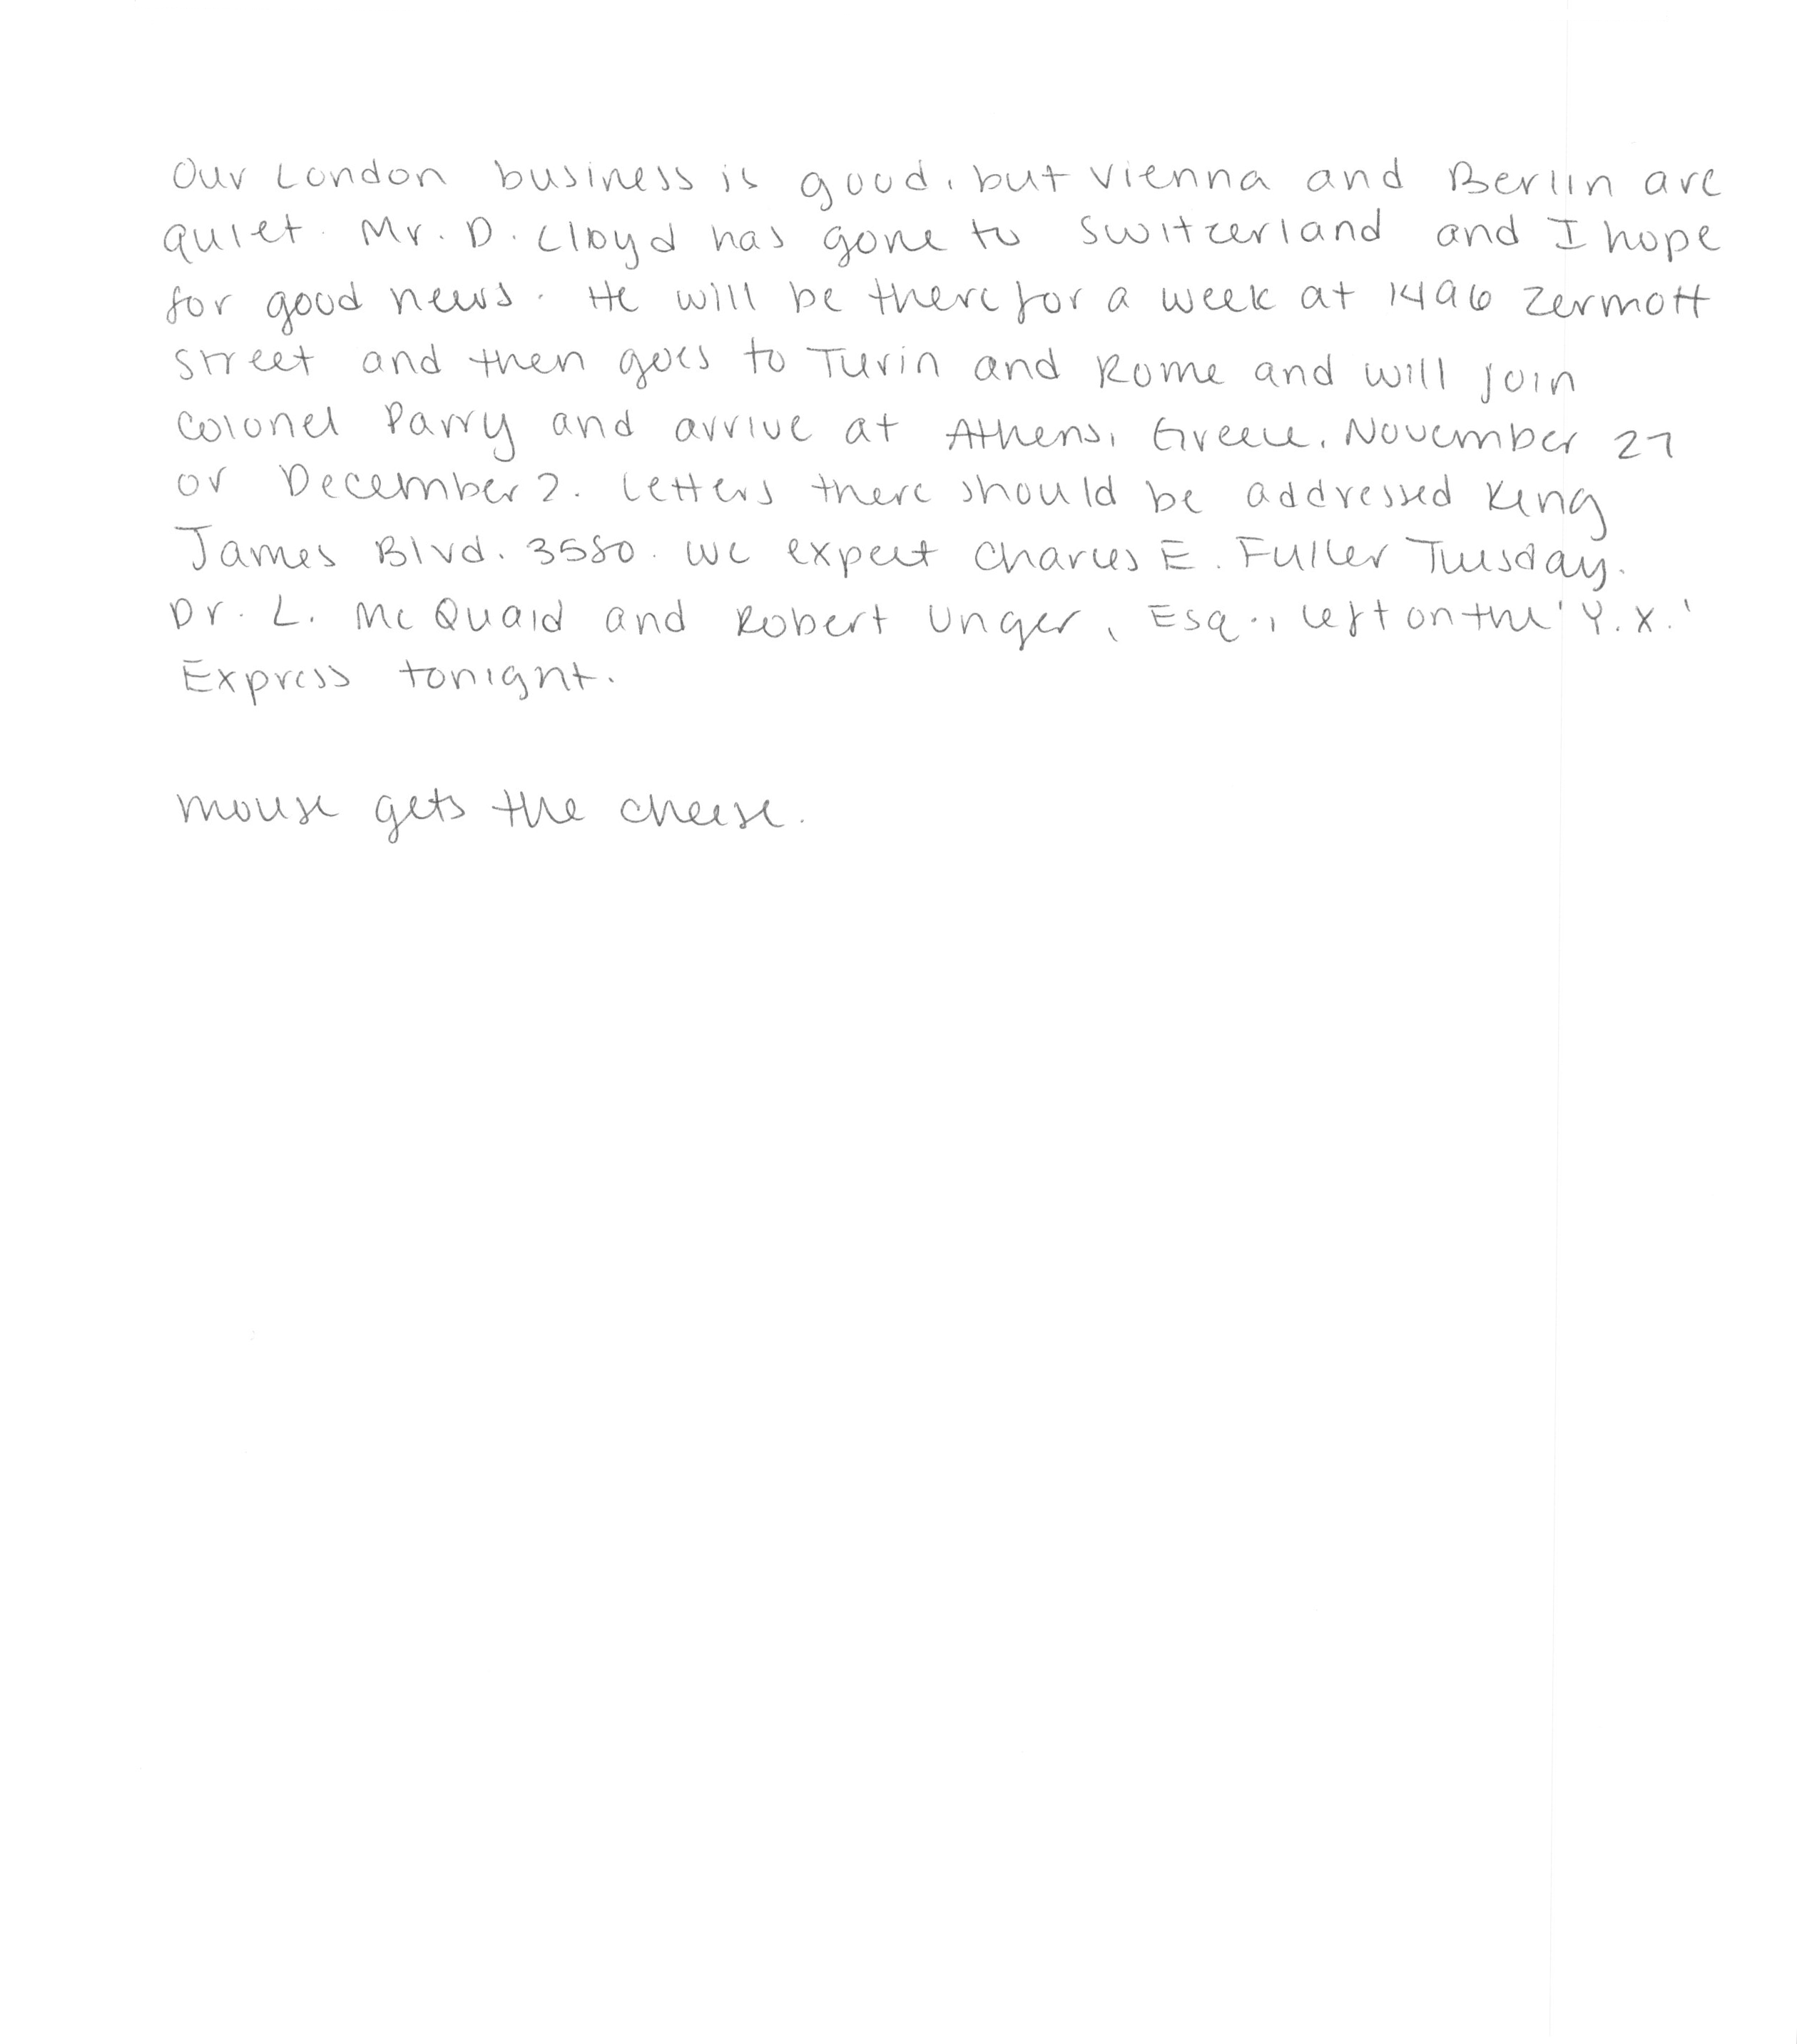 Our London business is good, but Vienna and Berlin are
quiet. Mr. D. Lloyd has gone to Switzerland and I hope
for good news. He will be there for a week at 1496 Zermott
Street and then goes to Turin and Rome and will join
Colonel Parry and arrive at Athens, Greece, November 27
or December 2. Letters there should be addressed King
James Blvd. 3580. We expect Charles E. Fuller Tuesday.
Dr. L. McQuaid and Robert Unger, Esq., left on the 'Y.X.'
Express tonight.

mouse gets the cheese.